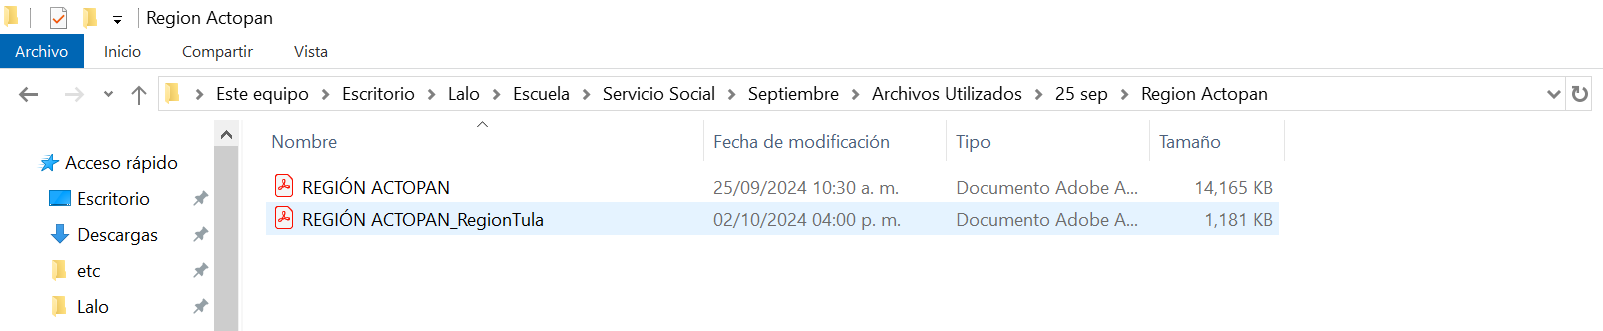 Region Actopan
Archivo Inicio Compartir Vista
Este equipo Escritorio Lalo Escuela Servicio Social Septiembre Archivos Utilizados 25 sep Region Actopan
Nombre Fecha de modificación Tipo Tamaño
Acceso rápido
Escritorio
Descargas
etc
Lalo
REGIÓN ACTOPAN 25/09/2024 10:30 a. m. Documento Adobe A... 14,165 KB
REGIÓN ACTOPAN_RegionTula 02/10/2024 04:00 p. m. Documento Adobe A... 1,181 KB